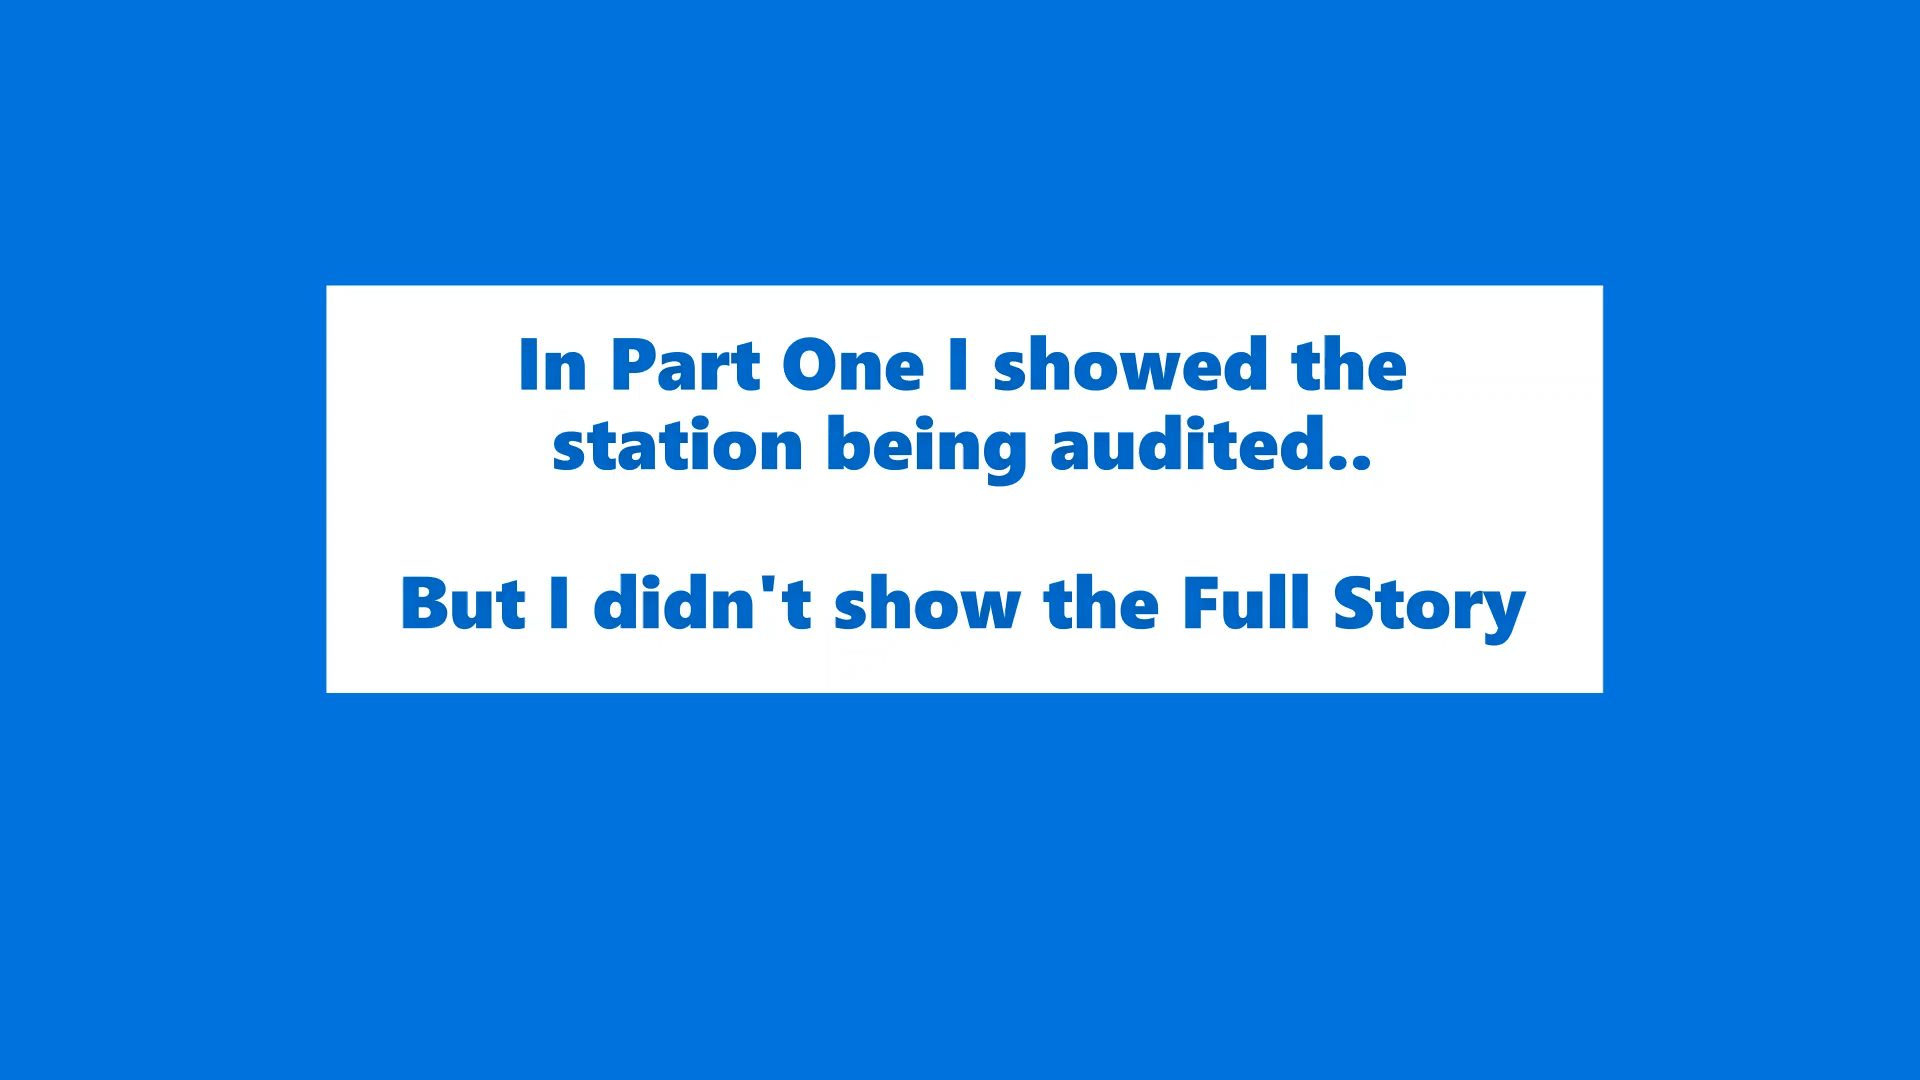 In Part One I showed the
station being audited..
But I didn't show the Full Story